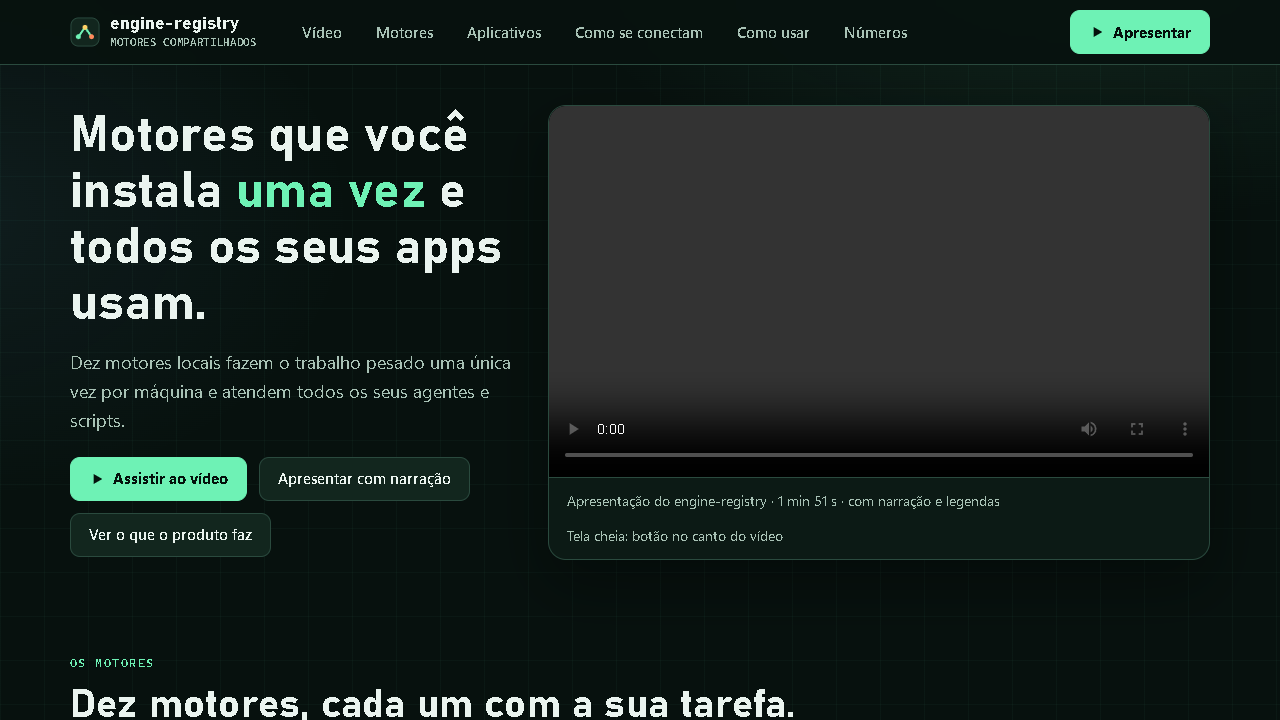 engine-registry
MOTORES COMPARTILHADOS
Vídeo
Motores
Aplicativos
Como se conectam
Como usar
Números
Apresentar
Motores que você
instala uma vez e
todos os seus apps
usam.
Dez motores locais fazem o trabalho pesado uma única
vez por máquina e atendem todos os seus agentes e
scripts.
Assistir ao vídeo
Apresentar com narração
Ver o que o produto faz
0:00
Apresentação do engine-registry · 1 min 51 s · com narração e legendas
Tela cheia: botão no canto do vídeo
OS MOTORES
Dez motores, cada um com a sua tarefa.